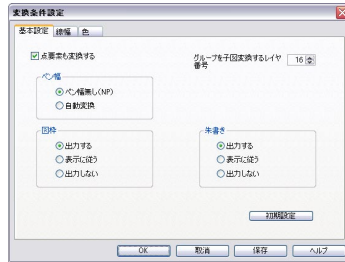 変換条件設定
基本設定 線幅 色
点要素も変換する
グループを子図変換するレイヤ番号 16
ペン幅
ペン幅無し(NP)
自動変換
図枠
出力する
表示に従う
出力しない
朱書き
出力する
表示に従う
出力しない
初期設定
OK 取消 保存 ヘルプ